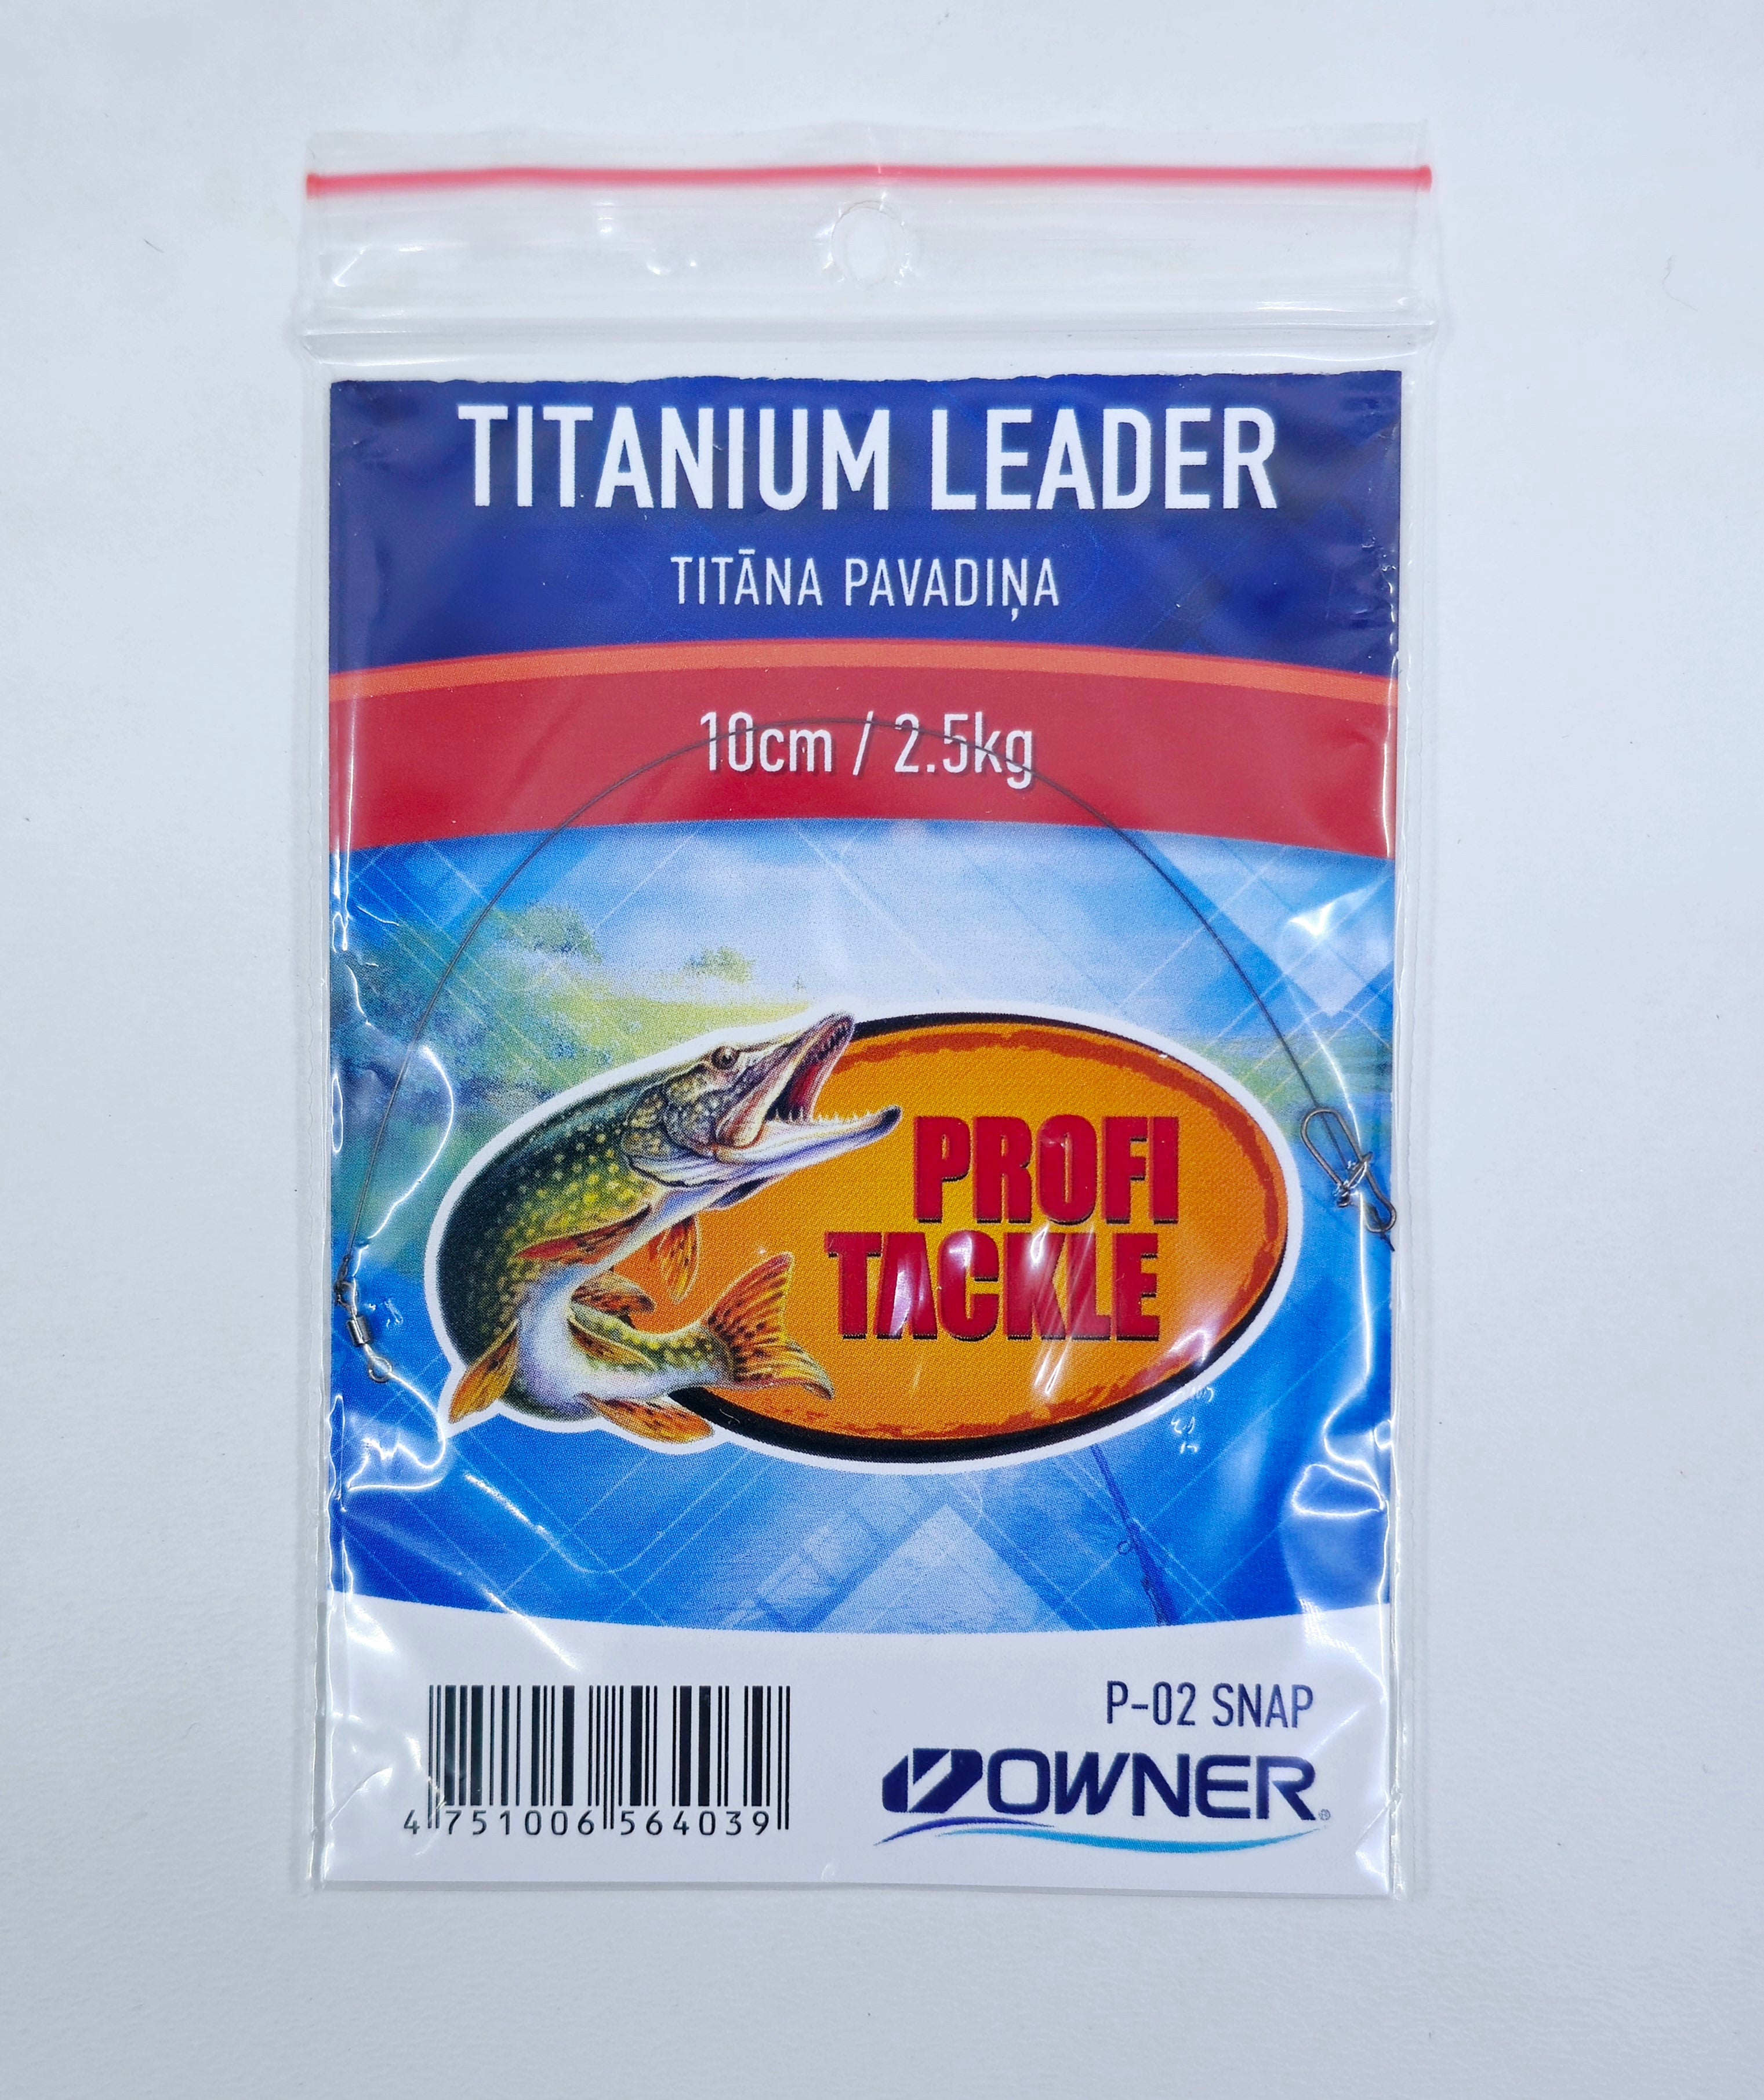 TITANIUM LEADER
TITĀNA PAVADIŅA
10cm / 2.5kg
PROFI
TACKLE
P-02 SNAP
OWNER®
4 751006 564039